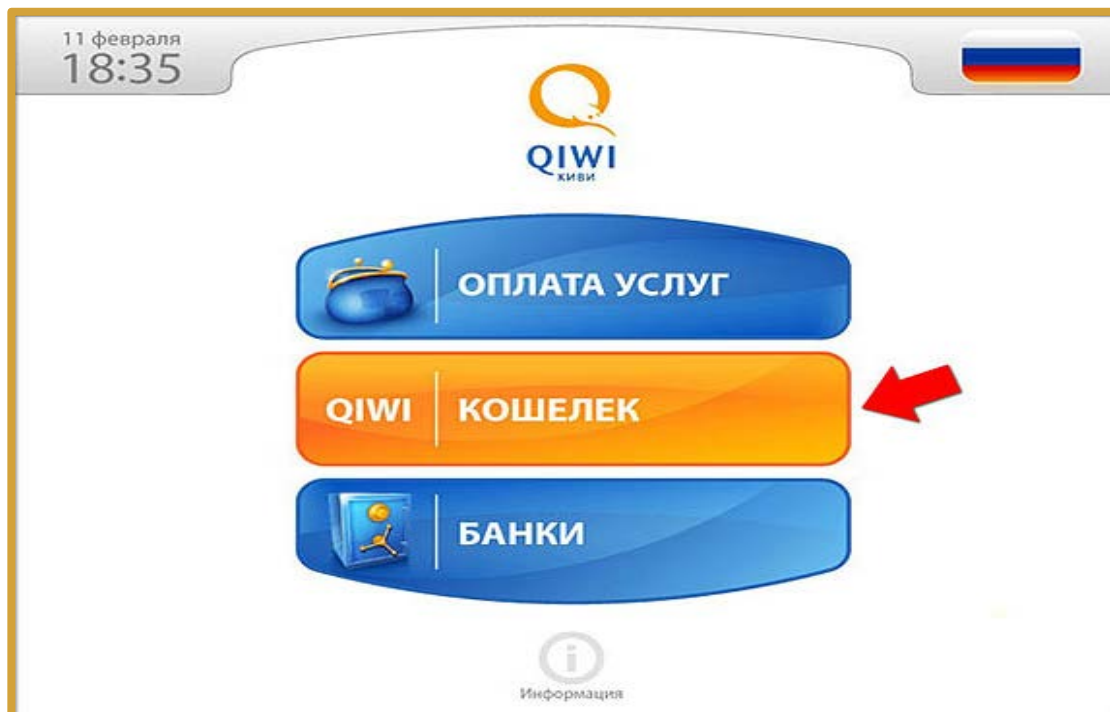 11 февраля
18:35
QIWI
КИВИ
ОПЛАТА УСЛУГ
QIWI КОШЕЛЕК
БАНКИ
Информация